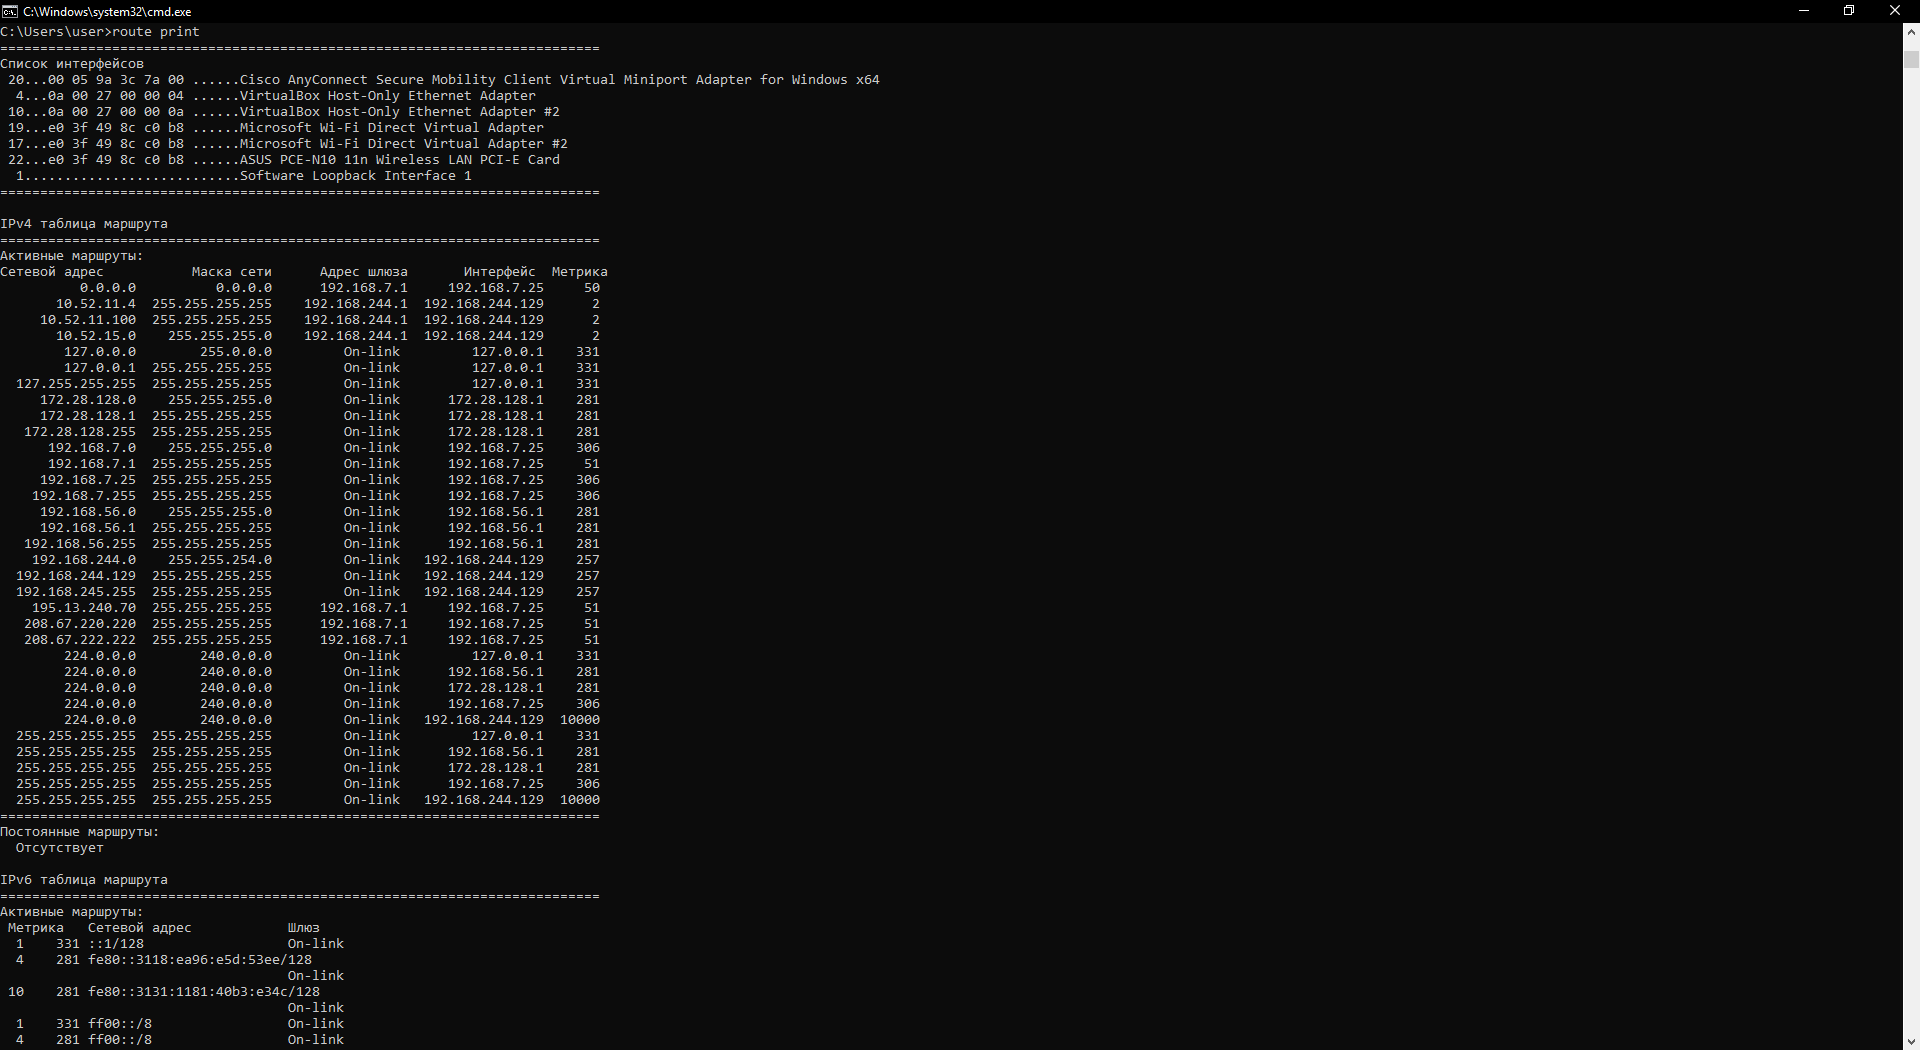 C:\Windows\system32\cmd.exe
C:\Users\user>route print
===========================================================================
Список интерфейсов
 20...00 05 9a 3c 7a 00 ......Cisco AnyConnect Secure Mobility Client Virtual Miniport Adapter for Windows x64
  4...0a 00 27 00 00 04 ......VirtualBox Host-Only Ethernet Adapter
 10...0a 00 27 00 00 0a ......VirtualBox Host-Only Ethernet Adapter #2
 19...e0 3f 49 8c c0 b8 ......Microsoft Wi-Fi Direct Virtual Adapter
 17...e0 3f 49 8c c0 b8 ......Microsoft Wi-Fi Direct Virtual Adapter #2
 22...e0 3f 49 8c c0 b8 ......ASUS PCE-N10 11n Wireless LAN PCI-E Card
  1...........................Software Loopback Interface 1
===========================================================================
IPv4 таблица маршрута
===========================================================================
Активные маршруты:
Сетевой адрес           Маска сети      Адрес шлюза       Интерфейс  Метрика
          0.0.0.0          0.0.0.0      192.168.7.1     192.168.7.25     50
       10.52.11.4  255.255.255.255    192.168.244.1  192.168.244.129      2
     10.52.11.100  255.255.255.255    192.168.244.1  192.168.244.129      2
       10.52.15.0    255.255.255.0    192.168.244.1  192.168.244.129      2
        127.0.0.0        255.0.0.0         On-link         127.0.0.1    331
        127.0.0.1  255.255.255.255         On-link         127.0.0.1    331
  127.255.255.255  255.255.255.255         On-link         127.0.0.1    331
     172.28.128.0    255.255.255.0         On-link      172.28.128.1    281
     172.28.128.1  255.255.255.255         On-link      172.28.128.1    281
   172.28.128.255  255.255.255.255         On-link      172.28.128.1    281
      192.168.7.0    255.255.255.0         On-link      192.168.7.25    306
      192.168.7.1  255.255.255.255         On-link      192.168.7.25     51
     192.168.7.25  255.255.255.255         On-link      192.168.7.25    306
    192.168.7.255  255.255.255.255         On-link      192.168.7.25    306
     192.168.56.0    255.255.255.0         On-link      192.168.56.1    281
     192.168.56.1  255.255.255.255         On-link      192.168.56.1    281
   192.168.56.255  255.255.255.255         On-link      192.168.56.1    281
    192.168.244.0    255.255.254.0         On-link   192.168.244.129    257
  192.168.244.129  255.255.255.255         On-link   192.168.244.129    257
  192.168.245.255  255.255.255.255         On-link   192.168.244.129    257
    195.13.240.70  255.255.255.255      192.168.7.1     192.168.7.25     51
   208.67.220.220  255.255.255.255      192.168.7.1     192.168.7.25     51
   208.67.222.222  255.255.255.255      192.168.7.1     192.168.7.25     51
        224.0.0.0        240.0.0.0         On-link         127.0.0.1    331
        224.0.0.0        240.0.0.0         On-link      192.168.56.1    281
        224.0.0.0        240.0.0.0         On-link      172.28.128.1    281
        224.0.0.0        240.0.0.0         On-link      192.168.7.25    306
        224.0.0.0        240.0.0.0         On-link   192.168.244.129  10000
  255.255.255.255  255.255.255.255         On-link         127.0.0.1    331
  255.255.255.255  255.255.255.255         On-link      192.168.56.1    281
  255.255.255.255  255.255.255.255         On-link      172.28.128.1    281
  255.255.255.255  255.255.255.255         On-link      192.168.7.25    306
  255.255.255.255  255.255.255.255         On-link   192.168.244.129  10000
===========================================================================
Постоянные маршруты:
  Отсутствует
IPv6 таблица маршрута
===========================================================================
Активные маршруты:
 Метрика   Сетевой адрес            Шлюз
  1    331 ::1/128                  On-link
  4    281 fe80::3118:ea96:e5d:53ee/128
                                    On-link
 10    281 fe80::3131:1181:40b3:e34c/128
                                    On-link
  1    331 ff00::/8                 On-link
  4    281 ff00::/8                 On-link